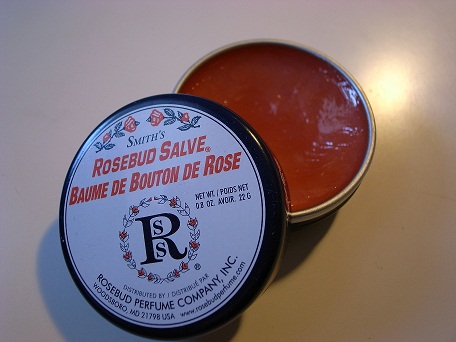 SMITH'S
ROSEBUD SALVE®
BAUME DE BOUTON DE ROSE
NET WT. / POIDS NET
0.8 OZ. AVOIR. 22 G
R
S
S
®
DISTRIBUTED BY / DISTRIBUÉ PAR
ROSEBUD PERFUME COMPANY, INC.
WOODSBORO, MD 21798 USA www.rosebudperfume.com